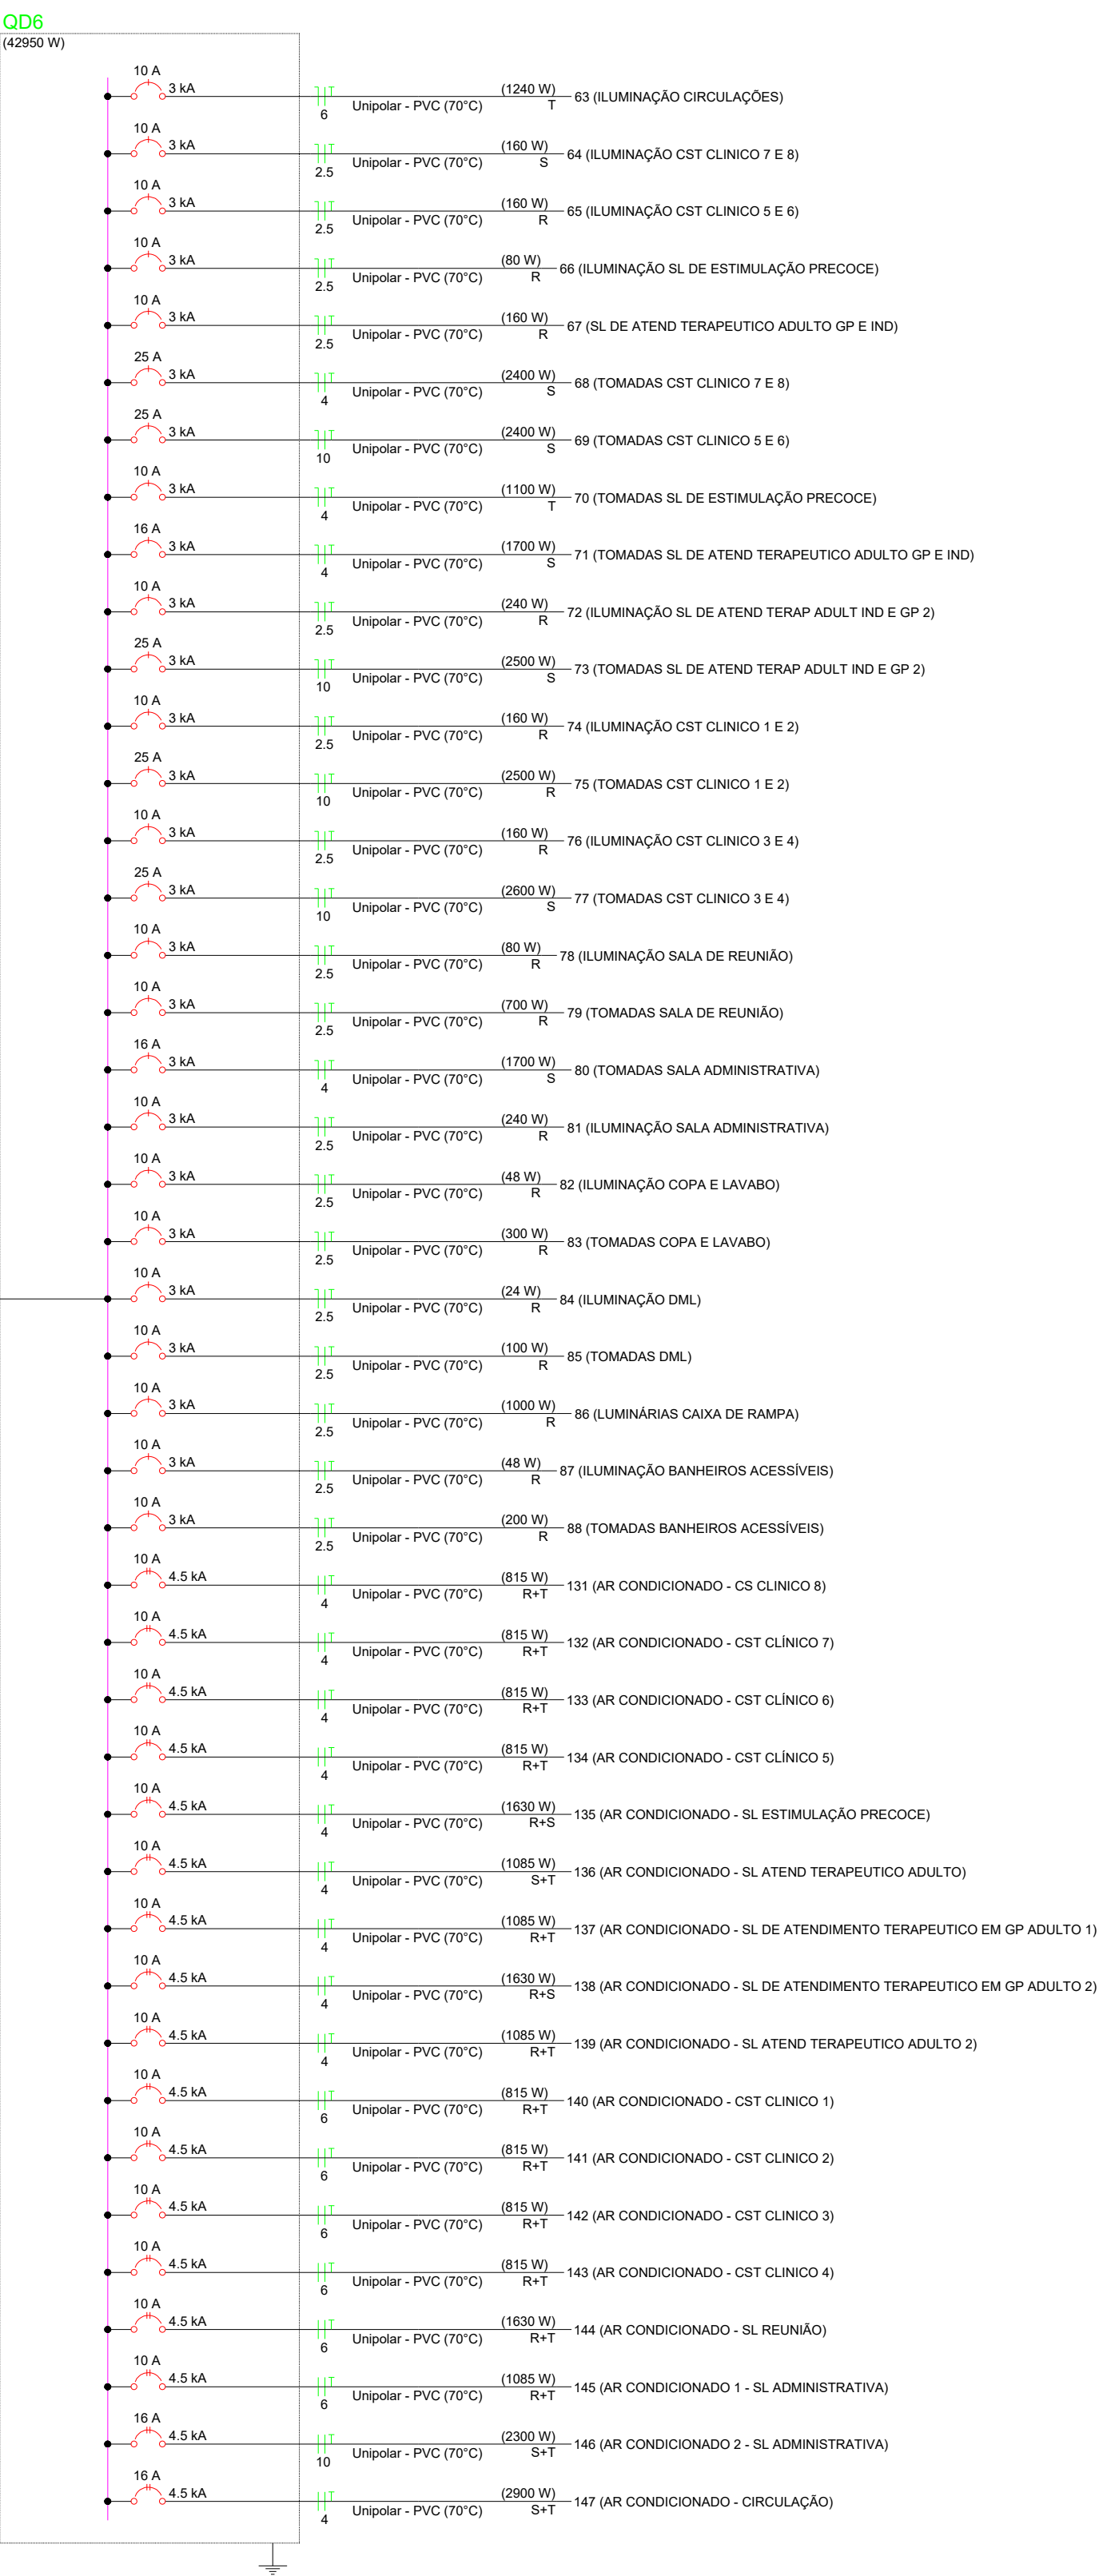 QD6
(42950 W)
10 A
3 kA
6
Unipolar - PVC (70°C)
(1240 W)
T
63 (ILUMINAÇÃO CIRCULAÇÕES)
10 A
3 kA
2.5
Unipolar - PVC (70°C)
(160 W)
S
64 (ILUMINAÇÃO CST CLINICO 7 E 8)
10 A
3 kA
2.5
Unipolar - PVC (70°C)
(160 W)
R
65 (ILUMINAÇÃO CST CLINICO 5 E 6)
10 A
3 kA
2.5
Unipolar - PVC (70°C)
(80 W)
R
66 (ILUMINAÇÃO SL DE ESTIMULAÇÃO PRECOCE)
10 A
3 kA
2.5
Unipolar - PVC (70°C)
(160 W)
R
67 (SL DE ATEND TERAPEUTICO ADULTO GP E IND)
25 A
3 kA
4
Unipolar - PVC (70°C)
(2400 W)
S
68 (TOMADAS CST CLINICO 7 E 8)
25 A
3 kA
10
Unipolar - PVC (70°C)
(2400 W)
S
69 (TOMADAS CST CLINICO 5 E 6)
10 A
3 kA
4
Unipolar - PVC (70°C)
(1100 W)
T
70 (TOMADAS SL DE ESTIMULAÇÃO PRECOCE)
16 A
3 kA
4
Unipolar - PVC (70°C)
(1700 W)
S
71 (TOMADAS SL DE ATEND TERAPEUTICO ADULTO GP E IND)
10 A
3 kA
2.5
Unipolar - PVC (70°C)
(240 W)
R
72 (ILUMINAÇÃO SL DE ATEND TERAP ADULT IND E GP 2)
25 A
3 kA
10
Unipolar - PVC (70°C)
(2500 W)
S
73 (TOMADAS SL DE ATEND TERAP ADULT IND E GP 2)
10 A
3 kA
2.5
Unipolar - PVC (70°C)
(160 W)
R
74 (ILUMINAÇÃO CST CLINICO 1 E 2)
25 A
3 kA
10
Unipolar - PVC (70°C)
(2500 W)
R
75 (TOMADAS CST CLINICO 1 E 2)
10 A
3 kA
2.5
Unipolar - PVC (70°C)
(160 W)
R
76 (ILUMINAÇÃO CST CLINICO 3 E 4)
25 A
3 kA
10
Unipolar - PVC (70°C)
(2600 W)
S
77 (TOMADAS CST CLINICO 3 E 4)
10 A
3 kA
2.5
Unipolar - PVC (70°C)
(80 W)
R
78 (ILUMINAÇÃO SALA DE REUNIÃO)
10 A
3 kA
2.5
Unipolar - PVC (70°C)
(700 W)
R
79 (TOMADAS SALA DE REUNIÃO)
16 A
3 kA
4
Unipolar - PVC (70°C)
(1700 W)
S
80 (TOMADAS SALA ADMINISTRATIVA)
10 A
3 kA
2.5
Unipolar - PVC (70°C)
(240 W)
R
81 (ILUMINAÇÃO SALA ADMINISTRATIVA)
10 A
3 kA
2.5
Unipolar - PVC (70°C)
(48 W)
R
82 (ILUMINAÇÃO COPA E LAVABO)
10 A
3 kA
2.5
Unipolar - PVC (70°C)
(300 W)
R
83 (TOMADAS COPA E LAVABO)
10 A
3 kA
2.5
Unipolar - PVC (70°C)
(24 W)
R
84 (ILUMINAÇÃO DML)
10 A
3 kA
2.5
Unipolar - PVC (70°C)
(100 W)
R
85 (TOMADAS DML)
10 A
3 kA
2.5
Unipolar - PVC (70°C)
(1000 W)
R
86 (LUMINÁRIAS CAIXA DE RAMPA)
10 A
3 kA
2.5
Unipolar - PVC (70°C)
(48 W)
R
87 (ILUMINAÇÃO BANHEIROS ACESSÍVEIS)
10 A
3 kA
2.5
Unipolar - PVC (70°C)
(200 W)
R
88 (TOMADAS BANHEIROS ACESSÍVEIS)
10 A
4.5 kA
4
Unipolar - PVC (70°C)
(815 W)
R+T
131 (AR CONDICIONADO - CS CLINICO 8)
10 A
4.5 kA
4
Unipolar - PVC (70°C)
(815 W)
R+T
132 (AR CONDICIONADO - CST CLÍNICO 7)
10 A
4.5 kA
4
Unipolar - PVC (70°C)
(815 W)
R+T
133 (AR CONDICIONADO - CST CLÍNICO 6)
10 A
4.5 kA
4
Unipolar - PVC (70°C)
(815 W)
R+T
134 (AR CONDICIONADO - CST CLÍNICO 5)
10 A
4.5 kA
4
Unipolar - PVC (70°C)
(1630 W)
R+S
135 (AR CONDICIONADO - SL ESTIMULAÇÃO PRECOCE)
10 A
4.5 kA
4
Unipolar - PVC (70°C)
(1085 W)
S+T
136 (AR CONDICIONADO - SL ATEND TERAPEUTICO ADULTO)
10 A
4.5 kA
4
Unipolar - PVC (70°C)
(1085 W)
R+T
137 (AR CONDICIONADO - SL DE ATENDIMENTO TERAPEUTICO EM GP ADULTO 1)
10 A
4.5 kA
4
Unipolar - PVC (70°C)
(1630 W)
R+S
138 (AR CONDICIONADO - SL DE ATENDIMENTO TERAPEUTICO EM GP ADULTO 2)
10 A
4.5 kA
4
Unipolar - PVC (70°C)
(1085 W)
R+T
139 (AR CONDICIONADO - SL ATEND TERAPEUTICO ADULTO 2)
10 A
4.5 kA
6
Unipolar - PVC (70°C)
(815 W)
R+T
140 (AR CONDICIONADO - CST CLINICO 1)
10 A
4.5 kA
6
Unipolar - PVC (70°C)
(815 W)
R+T
141 (AR CONDICIONADO - CST CLINICO 2)
10 A
4.5 kA
6
Unipolar - PVC (70°C)
(815 W)
R+T
142 (AR CONDICIONADO - CST CLINICO 3)
10 A
4.5 kA
6
Unipolar - PVC (70°C)
(815 W)
R+T
143 (AR CONDICIONADO - CST CLINICO 4)
10 A
4.5 kA
6
Unipolar - PVC (70°C)
(1630 W)
R+T
144 (AR CONDICIONADO - SL REUNIÃO)
10 A
4.5 kA
6
Unipolar - PVC (70°C)
(1085 W)
R+T
145 (AR CONDICIONADO 1 - SL ADMINISTRATIVA)
16 A
4.5 kA
10
Unipolar - PVC (70°C)
(2300 W)
S+T
146 (AR CONDICIONADO 2 - SL ADMINISTRATIVA)
16 A
4.5 kA
4
Unipolar - PVC (70°C)
(2900 W)
S+T
147 (AR CONDICIONADO - CIRCULAÇÃO)